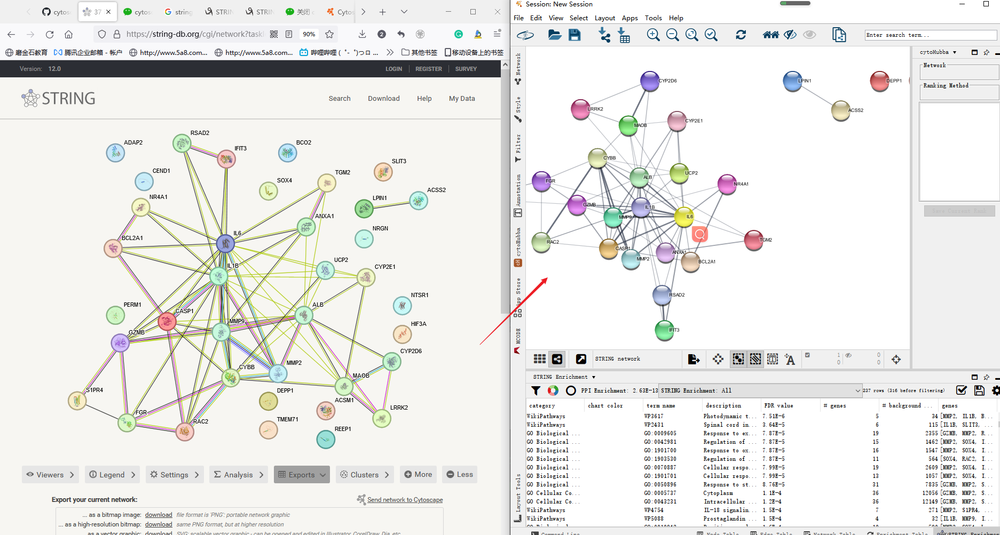 cytos
37
cytos
string
STRIN
STRIN
关闭
Cytos
https://string-db.org/cgi/network?taskI
90%
2
磨金石教育
腾讯企业邮箱 - 帐户
http://www.5a8.com...
http://www.5a8.com...
哔哩哔哩 ( ゜- ゜)つロ ...
其他书签
移动设备上的书签
Version: 12.0
LOGIN
REGISTER
SURVEY
STRING
Search
Download
Help
My Data
RSAD2
ADAP2
BCO2
IFIT3
SLIT3
CEND1
TGM2
SOX4
ACSS2
NR4A1
LPIN1
ANXA1
NRGN
IL6
BCL2A1
UCP2
IL1B
CYP2E1
NTSR1
PERM1
ALB
CASP1
MMP9
HIF3A
GZMB
CYP2D6
MMP2
CYBB
MAOB
S1PR4
DEPP1
ACSM1
LRRK2
FGR
RAC2
TMEM71
REEP1
Viewers
Legend
Settings
Analysis
Exports
Clusters
More
Less
Export your current network:
Send network to Cytoscape
... as a bitmap image: download file format is 'PNG': portable network graphic
... as a high-resolution bitmap: download same PNG format, but at higher resolution
... as a vector graphic: download SVG: scalable vector graphic - can be opened and edited in Illustrator, CorelDraw, Dia, etc
Session: New Session
File Edit View Select Layout Apps Tools Help
Enter search term...
Network
Style
Filter
Annotation
cytoHubba
cH
App Store
MCODE
Layout Tools
CYP2D6
LPIN1
DEPP1
LRRK2
ACSS2
MAOB
CYP2E1
CYBB
UCP2
ALB
FGR
NR4A1
GZMB
IL1B
MMP9
IL6
RAC2
TGM2
CASP1
ANXA1
MMP2
BCL2A1
RSAD2
IFIT3
cytoHubba
Network
Ranking Method
Save Current Rank
STRING network
1
0
0
0
STRING Enrichment
PPI Enrichment: 2.63E-13
STRING Enrichment: All
237 rows (316 before filtering)
category chart color term name description FDR value # genes # background ... genes
WikiPathways WP3617 Photodynamic t... 7.51E-6 5 34 [MMP2, IL1B, B...
WikiPathways WP2431 Spinal cord in... 3.64E-5 6 115 [IL1B, SLIT3, ...
GO Biological ... GO:0009605 Response to ex... 7.87E-5 19 2355 [GZMB, MMP2, R...
GO Biological ... GO:0042981 Regulation of ... 7.87E-5 15 1462 [MMP2, SOX4, I...
GO Biological ... GO:1901700 Response to ox... 7.87E-5 16 1547 [MMP2, SOX4, I...
GO Biological ... GO:1903530 Regulation of ... 7.87E-5 11 564 [SOX4, RAC2, I...
GO Biological ... GO:0070887 Cellular respo... 7.99E-5 19 2609 [MMP2, SOX4, I...
GO Biological ... GO:1901701 Cellular respo... 7.99E-5 13 1057 [MMP2, SOX4, I...
GO Biological ... GO:0050896 Response to st... 8.76E-5 31 7835 [GZMB, MMP2, S...
GO Cellular Co... GO:0005737 Cytoplasm 1.1E-4 36 12056 [GZMB, MMP2, S...
GO Cellular Co... GO:0043231 Intracellular ... 1.2E-4 36 12149 [GZMB, MMP2, S...
WikiPathways WP4754 IL-18 signalin... 1.5E-4 7 271 [MMP2, S1PR4, ...
WikiPathways WP5088 Prostaglandin ... 1.5E-4 4 32 [IL1B, MMP9, I...
Command Line
Node Table
Edge Table
Network Table
Enrichment Table
STRING Enrichmen